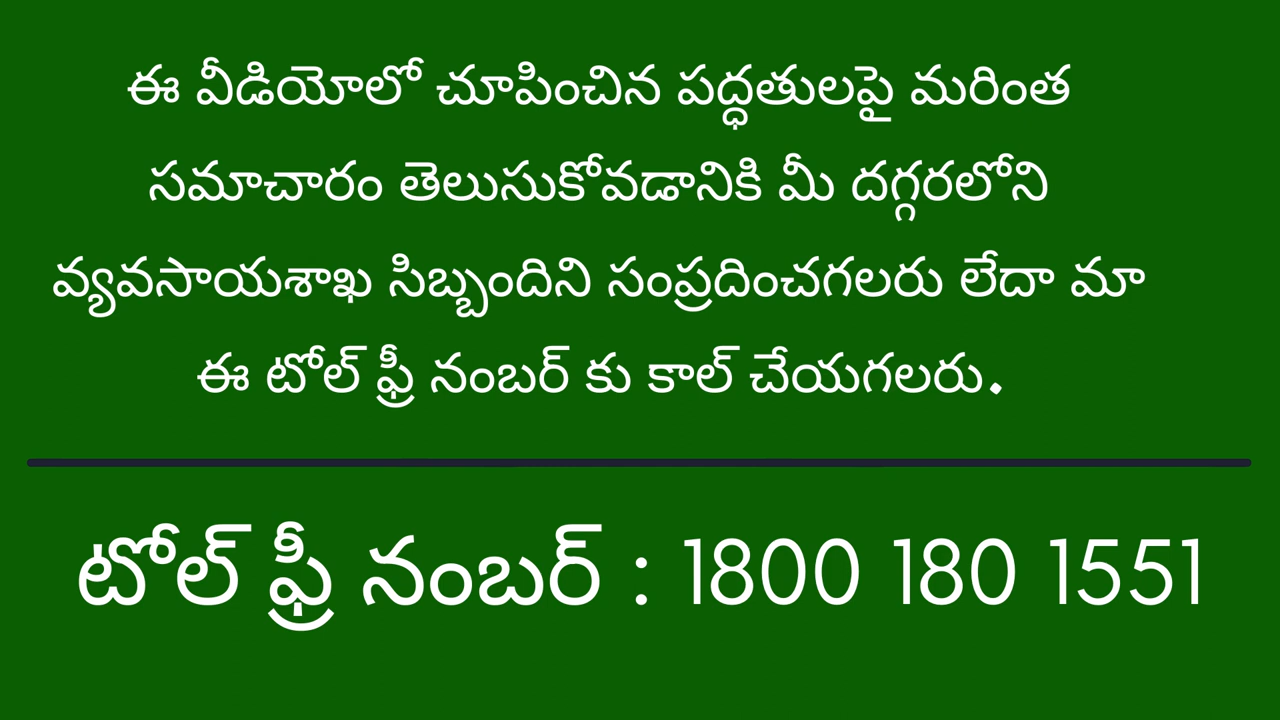 ఈ వీడియోలో చూపించిన పద్ధతులపై మరింత
సమాచారం తెలుసుకోవడానికి మీ దగ్గరలోని
వ్యవసాయశాఖ సిబ్బందిని సంప్రదించగలరు లేదా మా
ఈ టోల్ ఫ్రీ నంబర్ కు కాల్ చేయగలరు.
టోల్ ఫ్రీ నంబర్ : 1800 180 1551